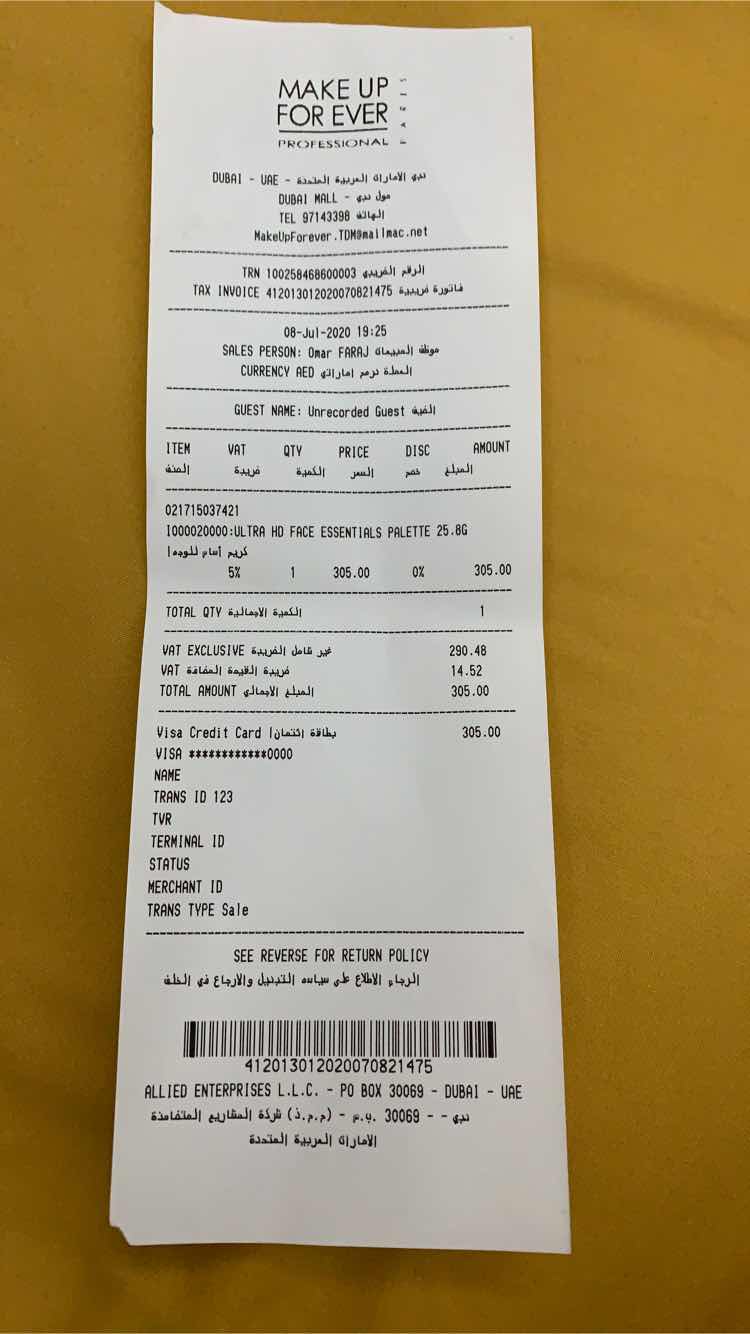 MAKE UP
FOR EVER
PROFESSIONAL
PARIS
DUBAI - UAE - دبي الامارات العربية المتحدة
DUBAI MALL - مول دبي
TEL 97143398 الهاتف
MakeUpForever.TDM@mailmac.net
TRN 100258468600003 الرقم الضريبي
TAX INVOICE 412013012020070821475 فاتورة ضريبية
08-Jul-2020 19:25
SALES PERSON: Omar FARAJ موظف المبيعات
CURRENCY AED العملة درهم اماراتي
GUEST NAME: Unrecorded Guest الضيف
ITEM VAT QTY PRICE DISC AMOUNT
الصنف ضريبة الكمية السعر خصم المبلغ
021715037421
I000020000:ULTRA HD FACE ESSENTIALS PALETTE 25.8G
كريم أساس للوجه|
5% 1 305.00 0% 305.00
TOTAL QTY الكمية الاجمالية 1
VAT EXCLUSIVE غير شامل الضريبة 290.48
VAT ضريبة القيمة المضافة 14.52
TOTAL AMOUNT المبلغ الاجمالي 305.00
Visa Credit Card بطاقة إئتمان| 305.00
VISA ************0000
NAME
TRANS ID 123
TVR
TERMINAL ID
STATUS
MERCHANT ID
TRANS TYPE Sale
SEE REVERSE FOR RETURN POLICY
الرجاء الاطلاع على سياسه التبديل والارجاع في الخلف
412013012020070821475
ALLIED ENTERPRISES L.L.C. - PO BOX 30069 - DUBAI - UAE
شركة المشاريع المتضامنة (ذ.م.م) - ص.ب. 30069 - - دبي
الامارات العربية المتحدة